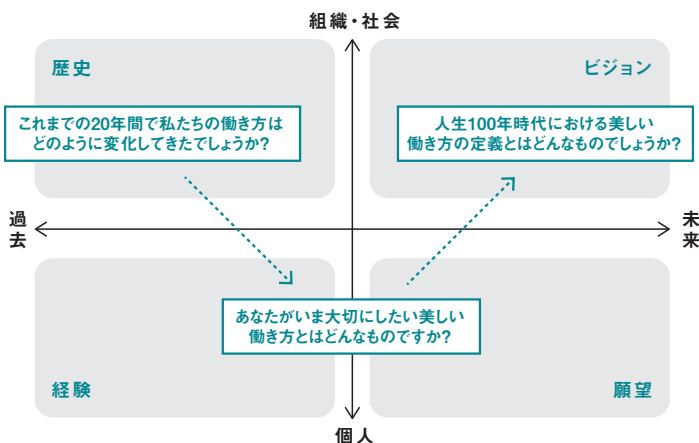 組織・社会
歴史
ビジョン
これまでの20年間で私たちの働き方は
どのように変化してきたでしょうか?
人生100年時代における美しい
働き方の定義とはどんなものでしょうか?
過去
未来
あなたがいま大切にしたい美しい
働き方とはどんなものですか?
経験
願望
個人